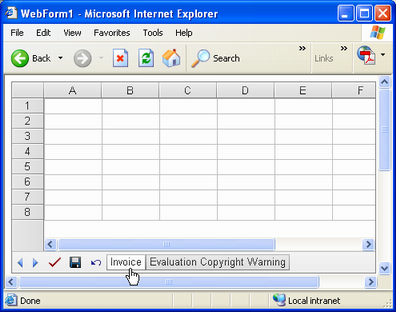 WebForm1 - Microsoft Internet Explorer
File Edit View Favorites Tools Help
Back Search » Links »
A B C D E F
1
2
3
4
5
6
7
8
Invoice Evaluation Copyright Warning
Done Local intranet